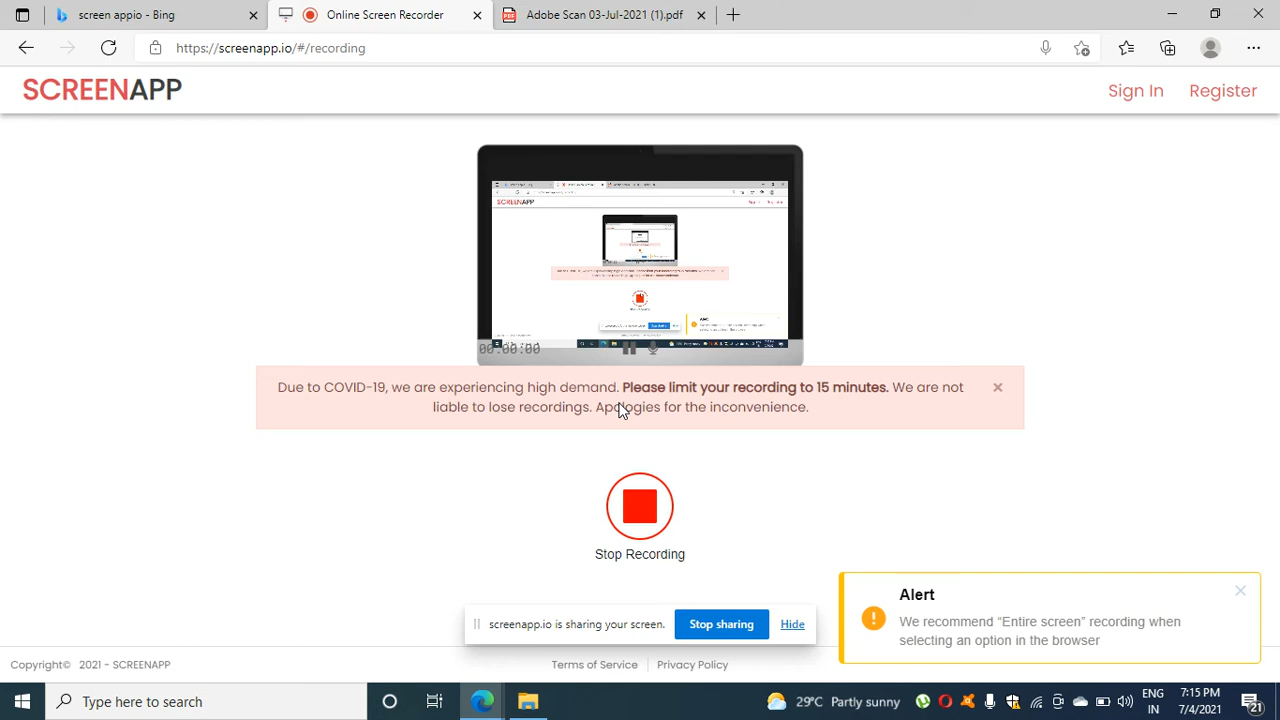 screen appio - Bing
Online Screen Recorder
Adobe Scan 03-Jul-2021 (1).pdf
https://screenapp.io/#/recording
SCREENAPP
Sign In
Register
SCREENAPP
00:00:00
Due to COVID-19, we are experiencing high demand. Please limit your recording to 15 minutes. We are not
liable to lose recordings. Apologies for the inconvenience.
Stop Recording
Alert
We recommend “Entire screen” recording when
selecting an option in the browser
screenapp.io is sharing your screen.
Stop sharing
Hide
Copyright© 2021 - SCREENAPP
Terms of Service
Privacy Policy
Type here to search
29°C Partly sunny
ENG
IN
7:15 PM
7/4/2021
21